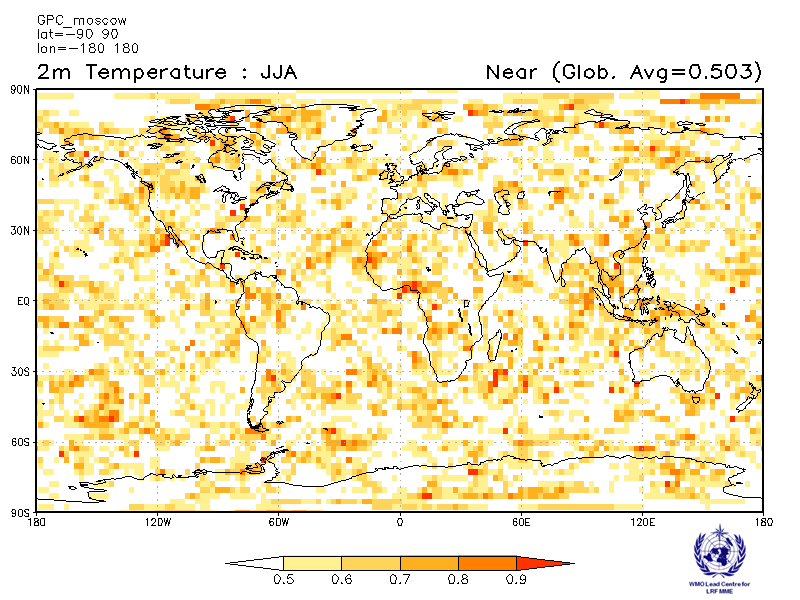 GPC_moscow
lat=-90 90
lon=-180 180
2m Temperature : JJA
Near (Glob. Avg=0.503)
90N
60N
30N
EQ
30S
60S
90S
180 120W 60W 0 60E 120E 180
0.5 0.6 0.7 0.8 0.9
WMO Lead Centre for
LRF MME